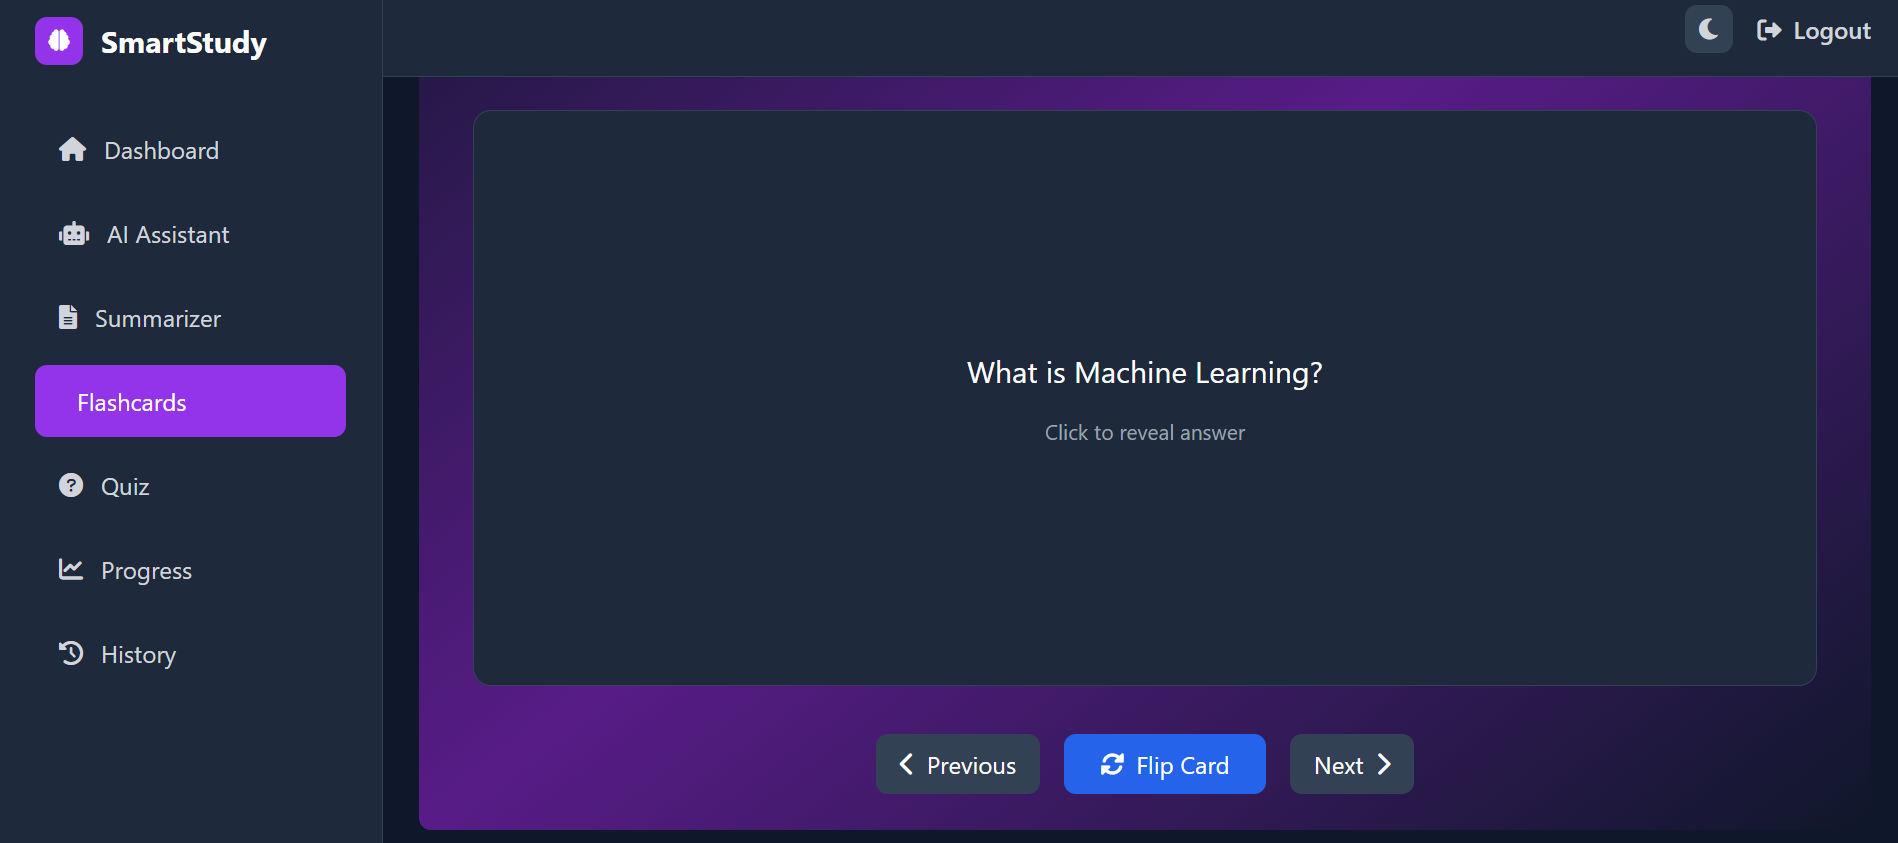 SmartStudy
Logout
Dashboard
AI Assistant
Summarizer
Flashcards
Quiz
Progress
History
What is Machine Learning?
Click to reveal answer
Previous
Flip Card
Next